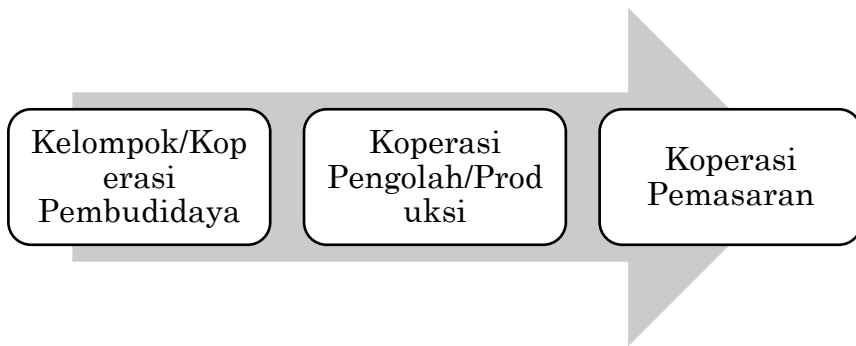 Kelompok/Kop
erasi
Pembudidaya
Koperasi
Pengolah/Prod
uksi
Koperasi
Pemasaran